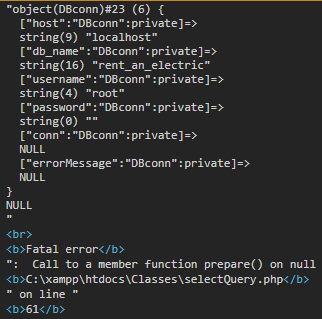 "object(DBconn)#23 (6) {
  ["host":"DBconn":private]=>
  string(9) "localhost"
  ["db_name":"DBconn":private]=>
  string(16) "rent_an_electric"
  ["username":"DBconn":private]=>
  string(4) "root"
  ["password":"DBconn":private]=>
  string(0) ""
  ["conn":"DBconn":private]=>
  NULL
  ["errorMessage":"DBconn":private]=>
  NULL
}
NULL
"
<br>
<b>Fatal error</b>
":  Call to a member function prepare() on null
<b>C:\xampp\htdocs\Classes\selectQuery.php</b>
" on line "
<b>61</b>